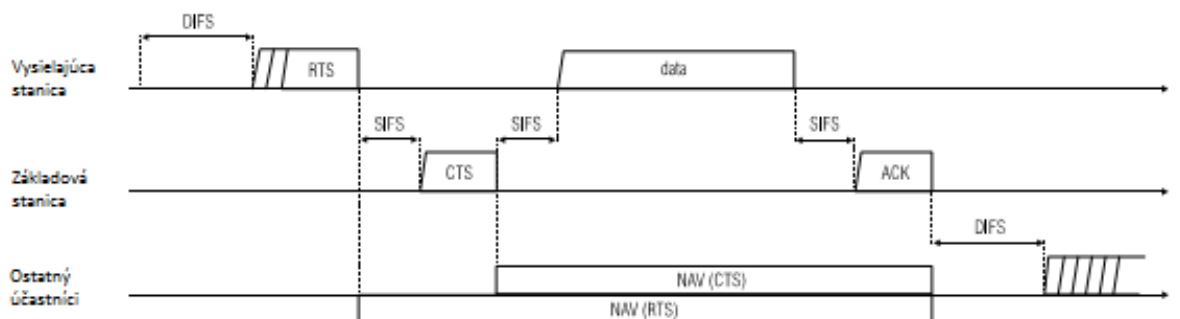 DIFS
Vysielajúca
stanica
RTS
data
SIFS
SIFS
SIFS
Základová
stanica
CTS
ACK
DIFS
Ostatný
účastníci
NAV (CTS)
NAV (RTS)